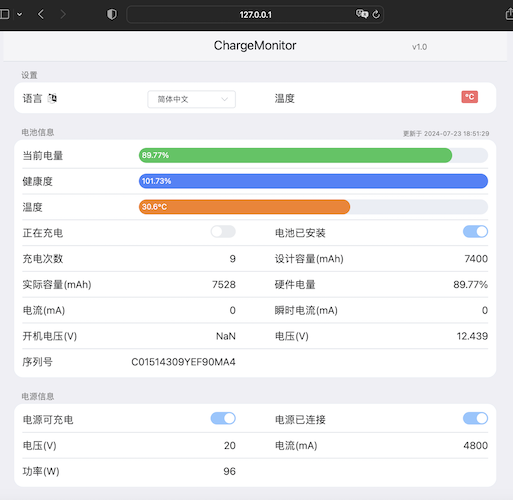 127.0.0.1
ChargeMonitor v1.0
设置
语言 简体中文 温度 °C
电池信息 更新于 2024-07-23 18:51:29
当前电量 89.77%
健康度 101.73%
温度 30.6°C
正在充电 电池已安装
充电次数 9 设计容量(mAh) 7400
实际容量(mAh) 7528 硬件电量 89.77%
电流(mA) 0 瞬时电流(mA) 0
开机电压(V) NaN 电压(V) 12.439
序列号 C01514309YEF90MA4
电源信息
电源可充电 电源已连接
电压(V) 20 电流(mA) 4800
功率(W) 96